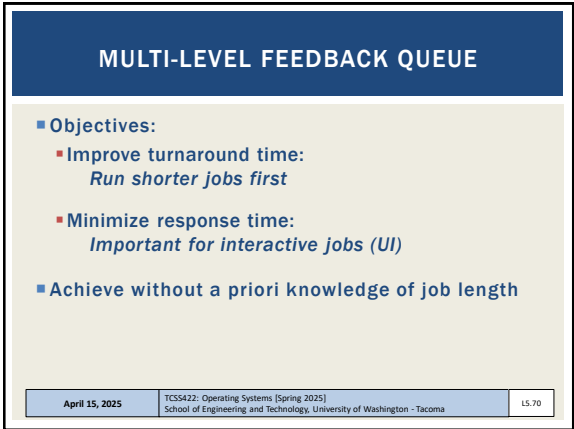 MULTI-LEVEL FEEDBACK QUEUE
Objectives:
Improve turnaround time:
Run shorter jobs first
Minimize response time:
Important for interactive jobs (UI)
Achieve without a priori knowledge of job length
April 15, 2025
TCSS422: Operating Systems [Spring 2025]
School of Engineering and Technology, University of Washington - Tacoma
L5.70